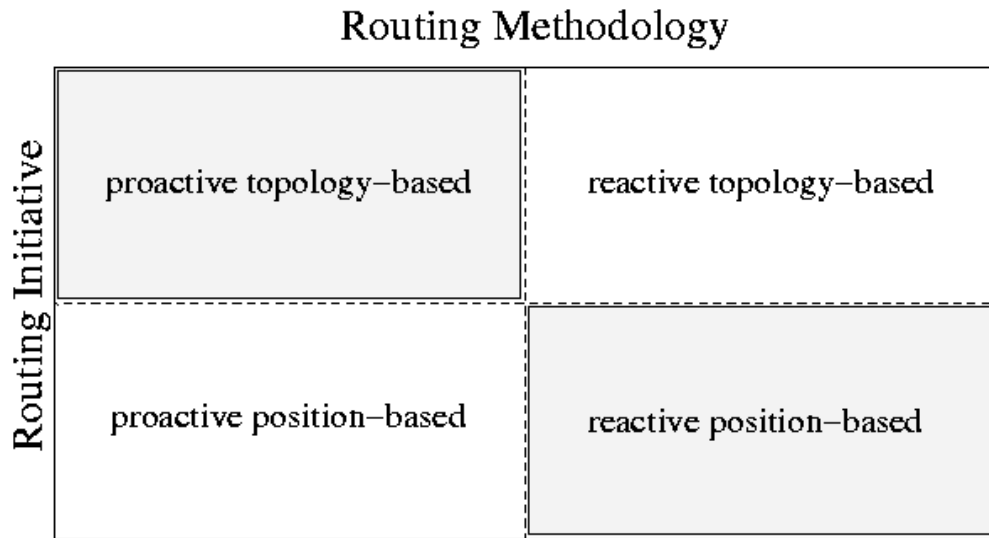 Routing Methodology
Routing Initiative
proactive topology-based
reactive topology-based
proactive position-based
reactive position-based